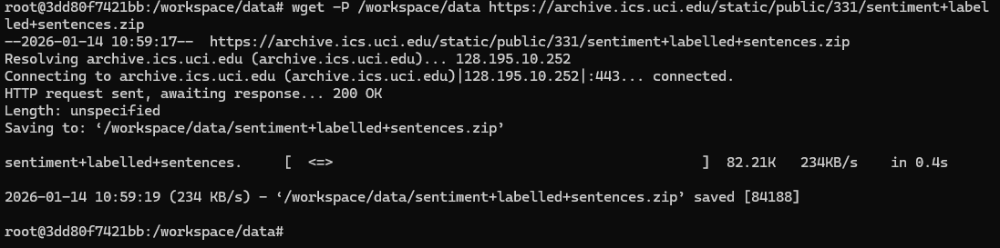 root@3dd80f7421bb:/workspace/data# wget -P /workspace/data https://archive.ics.uci.edu/static/public/331/sentiment+label
led+sentences.zip
--2026-01-14 10:59:17--  https://archive.ics.uci.edu/static/public/331/sentiment+labelled+sentences.zip
Resolving archive.ics.uci.edu (archive.ics.uci.edu)... 128.195.10.252
Connecting to archive.ics.uci.edu (archive.ics.uci.edu)|128.195.10.252|:443... connected.
HTTP request sent, awaiting response... 200 OK
Length: unspecified
Saving to: ‘/workspace/data/sentiment+labelled+sentences.zip’
sentiment+labelled+sentences.     [  <=>                                           ]  82.21K   234KB/s    in 0.4s
2026-01-14 10:59:19 (234 KB/s) - ‘/workspace/data/sentiment+labelled+sentences.zip’ saved [84188]
root@3dd80f7421bb:/workspace/data#